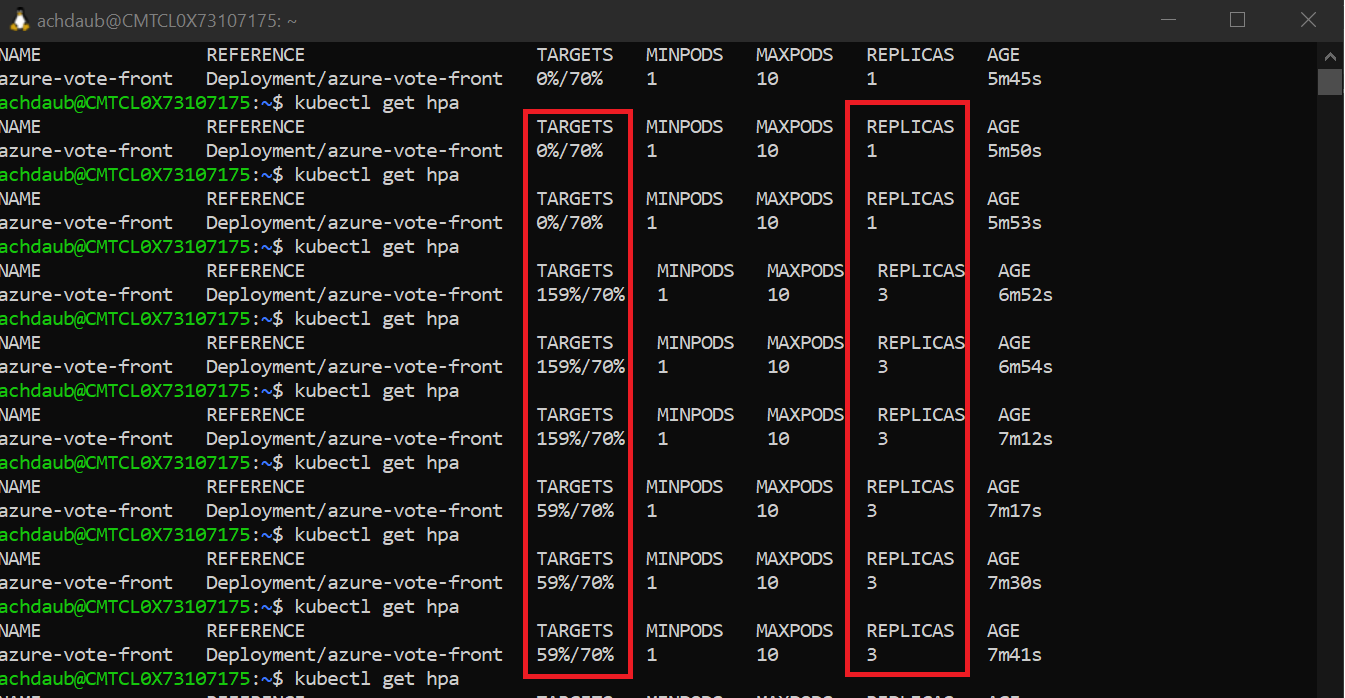 achdaub@CMTCL0X73107175: ~
NAME REFERENCE TARGETS MINPODS MAXPODS REPLICAS AGE
azure-vote-front Deployment/azure-vote-front 0%/70% 1 10 1 5m45s
achdaub@CMTCL0X73107175:~$ kubectl get hpa
NAME REFERENCE TARGETS MINPODS MAXPODS REPLICAS AGE
azure-vote-front Deployment/azure-vote-front 0%/70% 1 10 1 5m50s
achdaub@CMTCL0X73107175:~$ kubectl get hpa
NAME REFERENCE TARGETS MINPODS MAXPODS REPLICAS AGE
azure-vote-front Deployment/azure-vote-front 0%/70% 1 10 1 5m53s
achdaub@CMTCL0X73107175:~$ kubectl get hpa
NAME REFERENCE TARGETS MINPODS MAXPODS REPLICAS AGE
azure-vote-front Deployment/azure-vote-front 159%/70% 1 10 3 6m52s
achdaub@CMTCL0X73107175:~$ kubectl get hpa
NAME REFERENCE TARGETS MINPODS MAXPODS REPLICAS AGE
azure-vote-front Deployment/azure-vote-front 159%/70% 1 10 3 6m54s
achdaub@CMTCL0X73107175:~$ kubectl get hpa
NAME REFERENCE TARGETS MINPODS MAXPODS REPLICAS AGE
azure-vote-front Deployment/azure-vote-front 159%/70% 1 10 3 7m12s
achdaub@CMTCL0X73107175:~$ kubectl get hpa
NAME REFERENCE TARGETS MINPODS MAXPODS REPLICAS AGE
azure-vote-front Deployment/azure-vote-front 59%/70% 1 10 3 7m17s
achdaub@CMTCL0X73107175:~$ kubectl get hpa
NAME REFERENCE TARGETS MINPODS MAXPODS REPLICAS AGE
azure-vote-front Deployment/azure-vote-front 59%/70% 1 10 3 7m30s
achdaub@CMTCL0X73107175:~$ kubectl get hpa
NAME REFERENCE TARGETS MINPODS MAXPODS REPLICAS AGE
azure-vote-front Deployment/azure-vote-front 59%/70% 1 10 3 7m41s
achdaub@CMTCL0X73107175:~$ kubectl get hpa